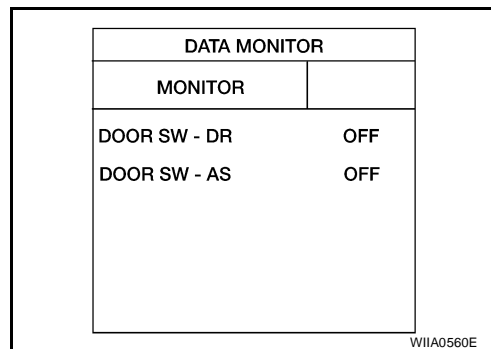 DATA MONITOR
MONITOR
DOOR SW - DR OFF
DOOR SW - AS OFF
WIIA0560E